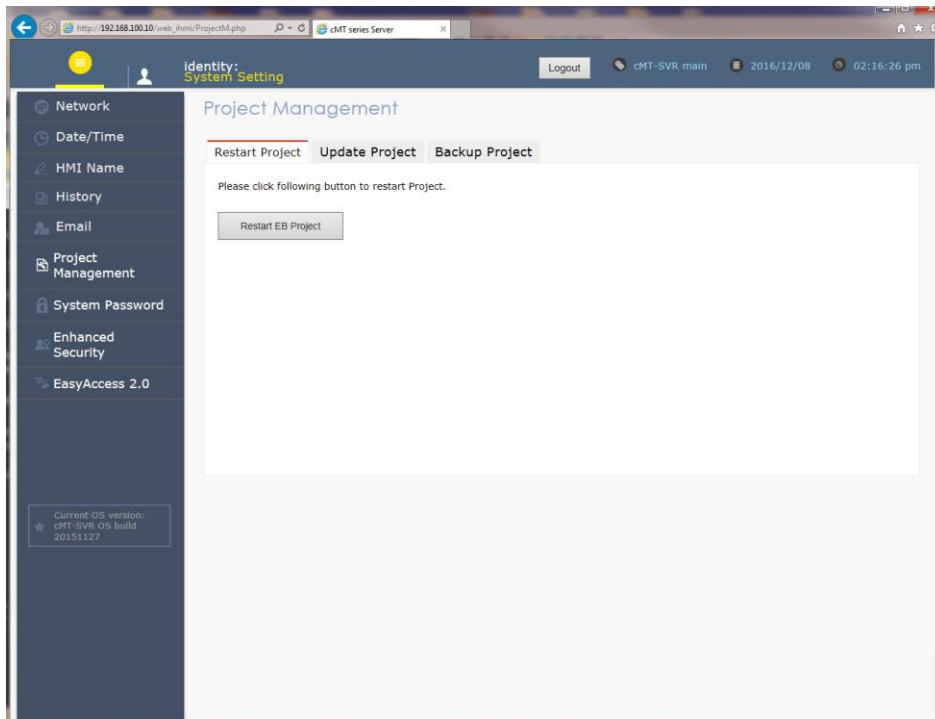 http://192.168.100.10/web_ihmi/ProjectM.php
cMT series Server
identity:
System Setting
Logout
cMT-SVR main
2016/12/08
02:16:26 pm
Network
Date/Time
HMI Name
History
Email
Project
Management
System Password
Enhanced
Security
EasyAccess 2.0
Current OS version:
cMT-SVR OS build
20151127
Project Management
Restart Project
Update Project
Backup Project
Please click following button to restart Project.
Restart EB Project